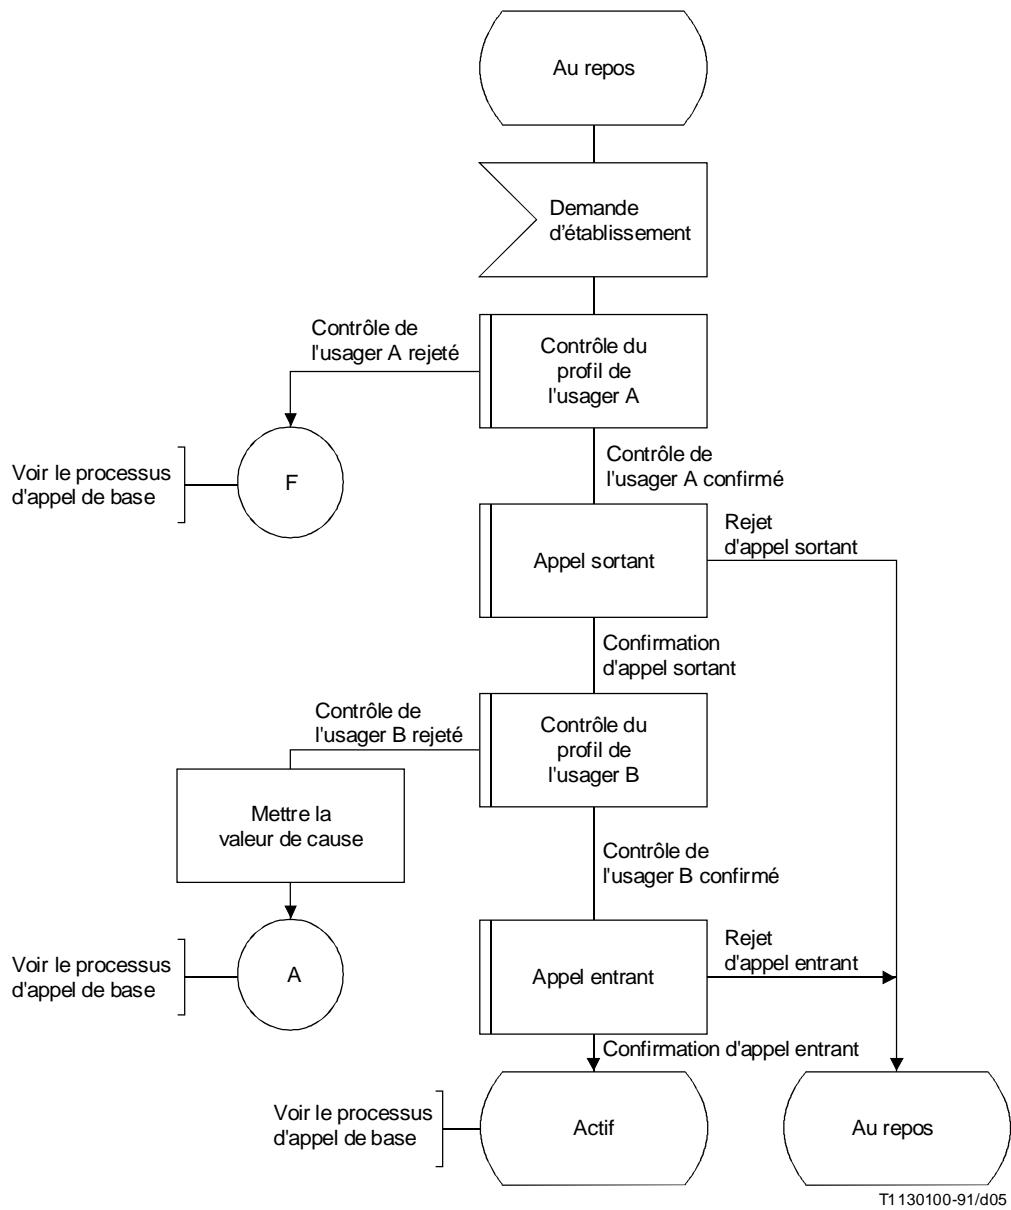 Au repos
Demande
d'établissement
Contrôle de
l'usager A rejeté
Contrôle du
profil de
l'usager A
Voir le processus
d'appel de base
F
Contrôle de
l'usager A confirmé
Appel sortant
Rejet
d'appel sortant
Confirmation
d'appel sortant
Contrôle de
l'usager B rejeté
Contrôle du
profil de
l'usager B
Mettre la
valeur de cause
Contrôle de
l'usager B confirmé
Voir le processus
d'appel de base
A
Appel entrant
Rejet
d'appel entrant
Confirmation d'appel entrant
Voir le processus
d'appel de base
Actif
Au repos
T1130100-91/d05